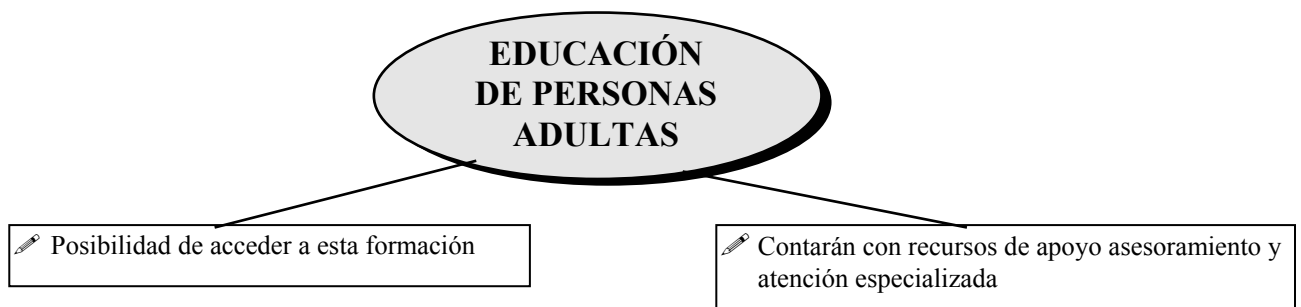 EDUCACIÓN
DE PERSONAS
ADULTAS
Posibilidad de acceder a esta formación
Contarán con recursos de apoyo asesoramiento y
atención especializada